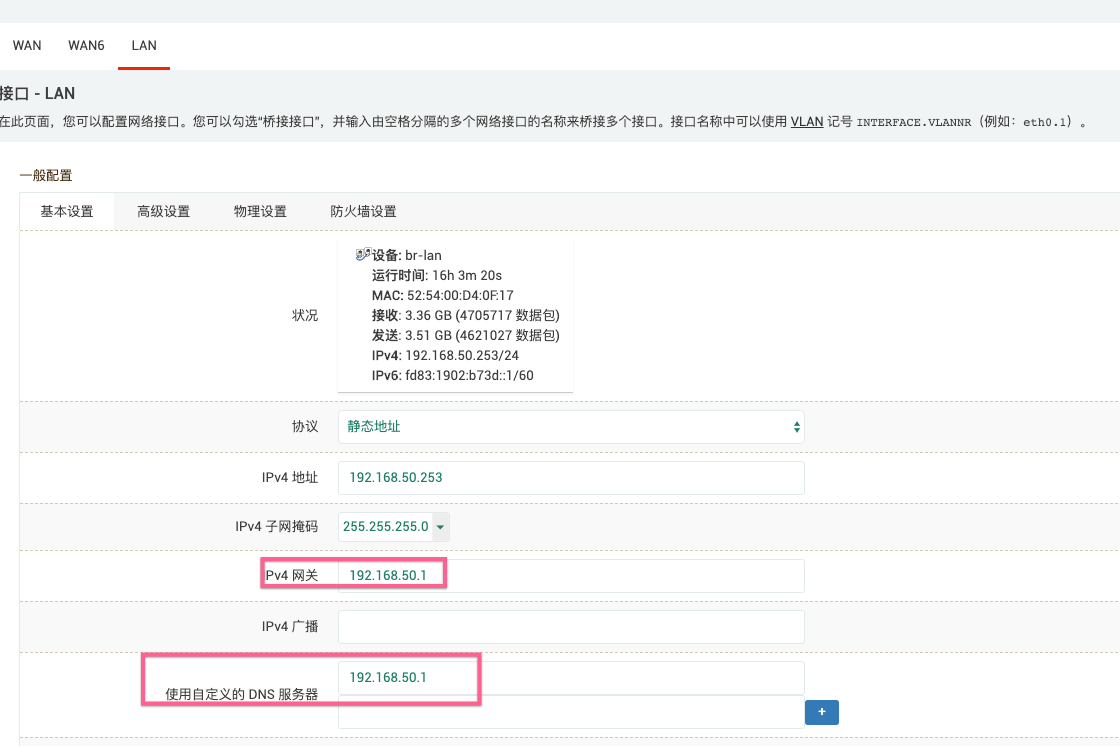 WAN WAN6 LAN
接口 - LAN
在此页面，您可以配置网络接口。您可以勾选“桥接接口”，并输入由空格分隔的多个网络接口的名称来桥接多个接口。接口名称中可以使用 VLAN 记号 INTERFACE.VLANNR（例如：eth0.1）。
一般配置
基本设置 高级设置 物理设置 防火墙设置
状况
设备: br-lan
运行时间: 16h 3m 20s
MAC: 52:54:00:D4:0F:17
接收: 3.36 GB (4705717 数据包)
发送: 3.51 GB (4621027 数据包)
IPv4: 192.168.50.253/24
IPv6: fd83:1902:b73d::1/60
协议 静态地址
IPv4 地址 192.168.50.253
IPv4 子网掩码 255.255.255.0
Pv4 网关 192.168.50.1
IPv4 广播
使用自定义的 DNS 服务器 192.168.50.1
+